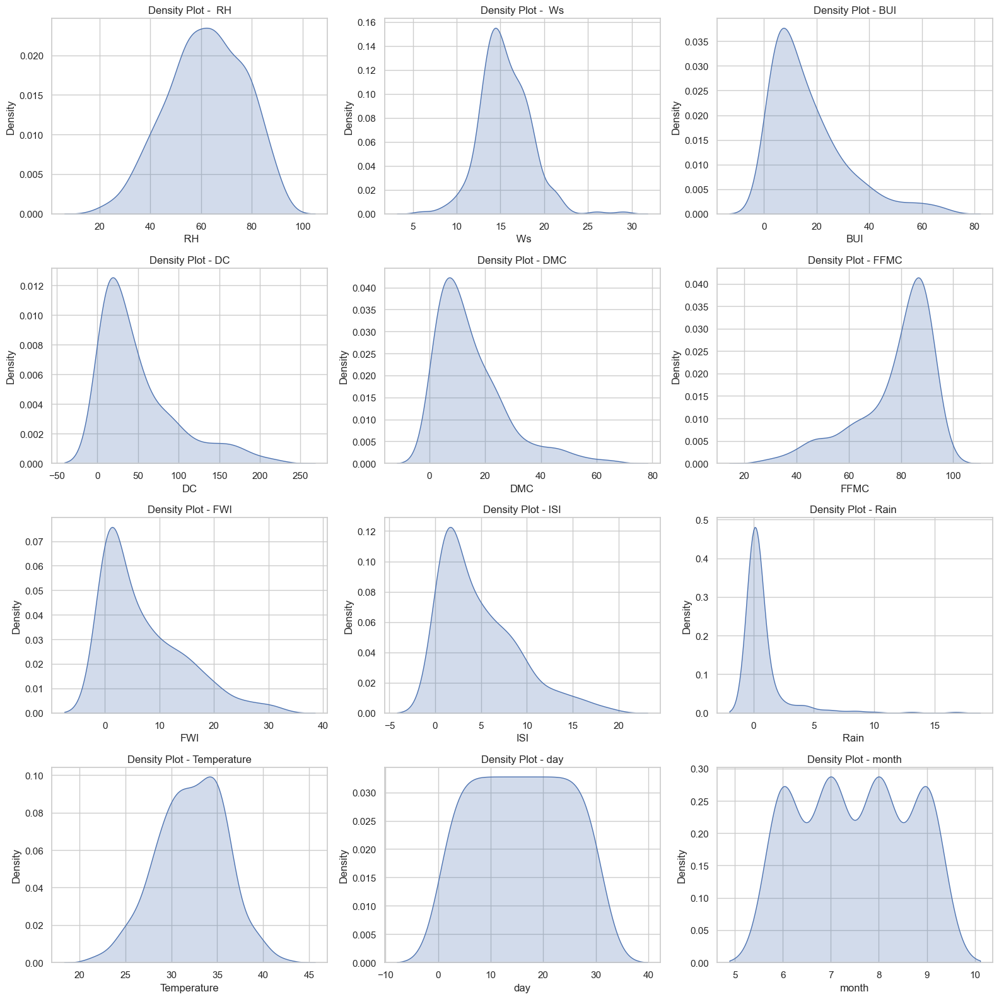 Density Plot -  RH
Density
0.020
0.015
0.010
0.005
0.000
20 40 60 80 100
RH
Density Plot -  Ws
Density
0.16
0.14
0.12
0.10
0.08
0.06
0.04
0.02
0.00
5 10 15 20 25 30
Ws
Density Plot - BUI
Density
0.035
0.030
0.025
0.020
0.015
0.010
0.005
0.000
0 20 40 60 80
BUI
Density Plot - DC
Density
0.012
0.010
0.008
0.006
0.004
0.002
0.000
−50 0 50 100 150 200 250
DC
Density Plot - DMC
Density
0.040
0.035
0.030
0.025
0.020
0.015
0.010
0.005
0.000
0 20 40 60 80
DMC
Density Plot - FFMC
Density
0.040
0.035
0.030
0.025
0.020
0.015
0.010
0.005
0.000
20 40 60 80 100
FFMC
Density Plot - FWI
Density
0.07
0.06
0.05
0.04
0.03
0.02
0.01
0.00
0 10 20 30 40
FWI
Density Plot - ISI
Density
0.12
0.10
0.08
0.06
0.04
0.02
0.00
−5 0 5 10 15 20
ISI
Density Plot - Rain
Density
0.5
0.4
0.3
0.2
0.1
0.0
0 5 10 15
Rain
Density Plot - Temperature
Density
0.10
0.08
0.06
0.04
0.02
0.00
20 25 30 35 40 45
Temperature
Density Plot - day
Density
0.030
0.025
0.020
0.015
0.010
0.005
0.000
−10 0 10 20 30 40
day
Density Plot - month
Density
0.30
0.25
0.20
0.15
0.10
0.05
0.00
5 6 7 8 9 10
month